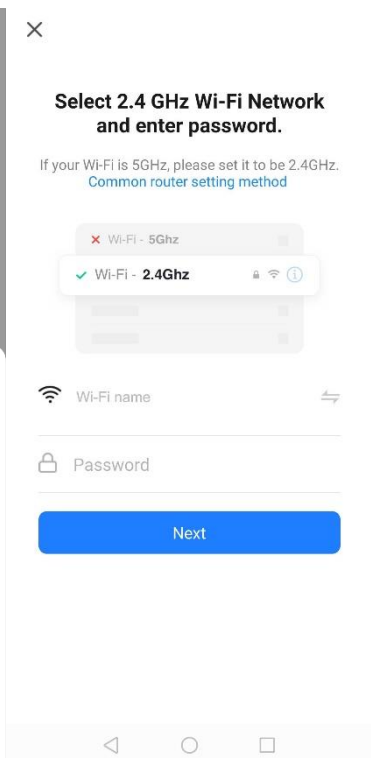 Select 2.4 GHz Wi-Fi Network
and enter password.
If your Wi-Fi is 5GHz, please set it to be 2.4GHz.
Common router setting method
Wi-Fi - 5Ghz
Wi-Fi - 2.4Ghz
Wi-Fi name
Password
Next